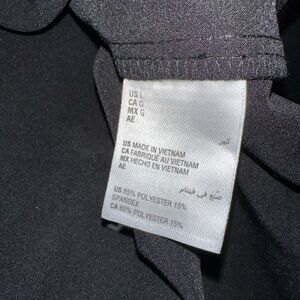 US L
CA G
MX G
AE كبير
US MADE IN VIETNAM
CA FABRIQUÉ AU VIETNAM
MX HECHO EN VIETNAM
AE صنع في فيتنام
US 85% POLYESTER 15%
SPANDEX
CA 85% POLYESTER 15%